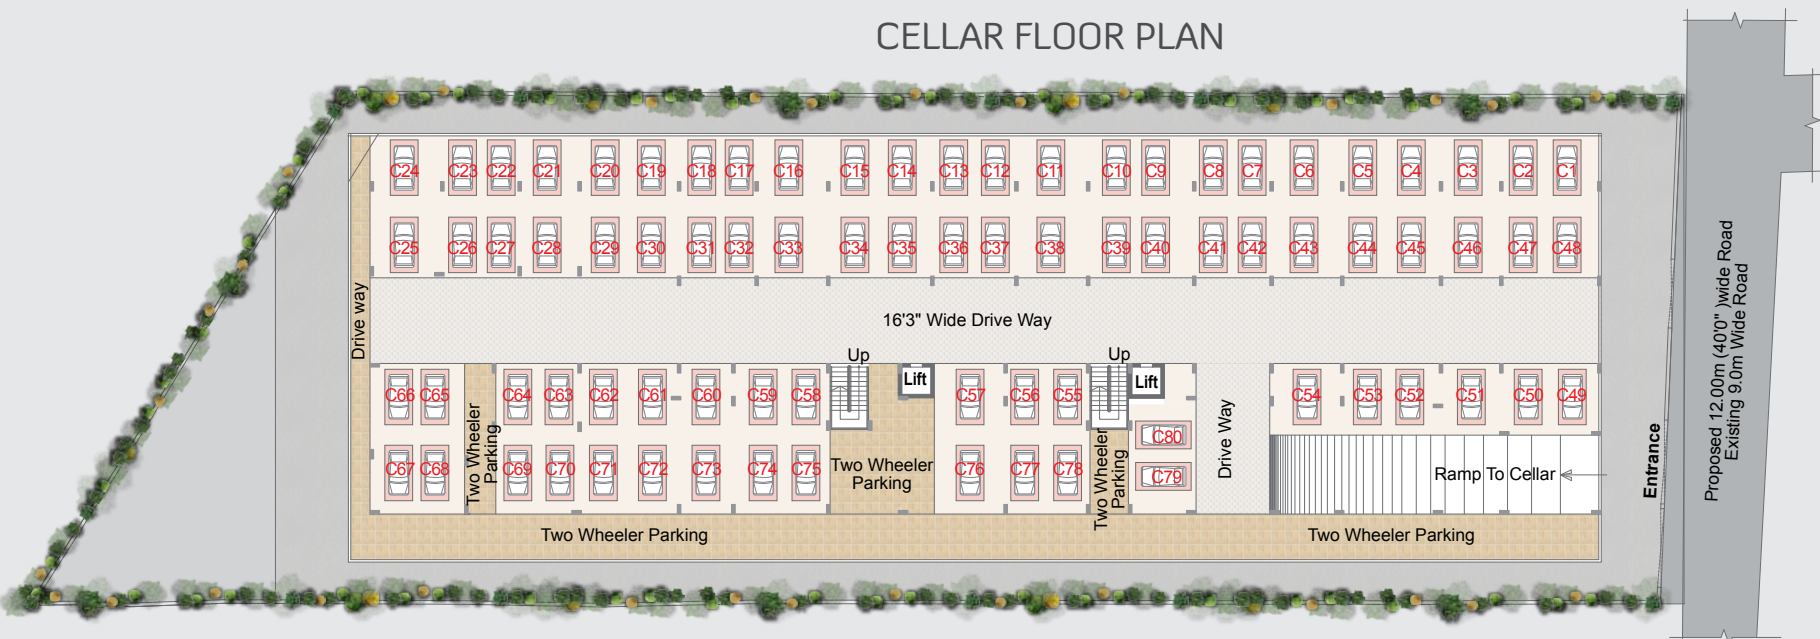 CELLAR FLOOR PLAN
C24 C23 C22 C21 C20 C19 C18 C17 C16 C15 C14 C13 C12 C11 C10 C9 C8 C7 C6 C5 C4 C3 C2 C1
C25 C26 C27 C28 C29 C30 C31 C32 C33 C34 C35 C36 C37 C38 C39 C40 C41 C42 C43 C44 C45 C46 C47 C48
Drive way
16'3" Wide Drive Way
Up
Up
Lift
Lift
C66 C65 C64 C63 C62 C61 C60 C59 C58 C57 C56 C55 C54 C53 C52 C51 C50 C49
C80
Two Wheeler
Parking
C67 C68 C69 C70 C71 C72 C73 C74 C75 C76 C77 C78 C79
Two Wheeler
Parking
Two Wheeler
Parking
Drive Way
Ramp To Cellar
Two Wheeler Parking
Two Wheeler Parking
Entrance
Proposed 12.00m (40'0" )wide Road
Existing 9.0m Wide Road